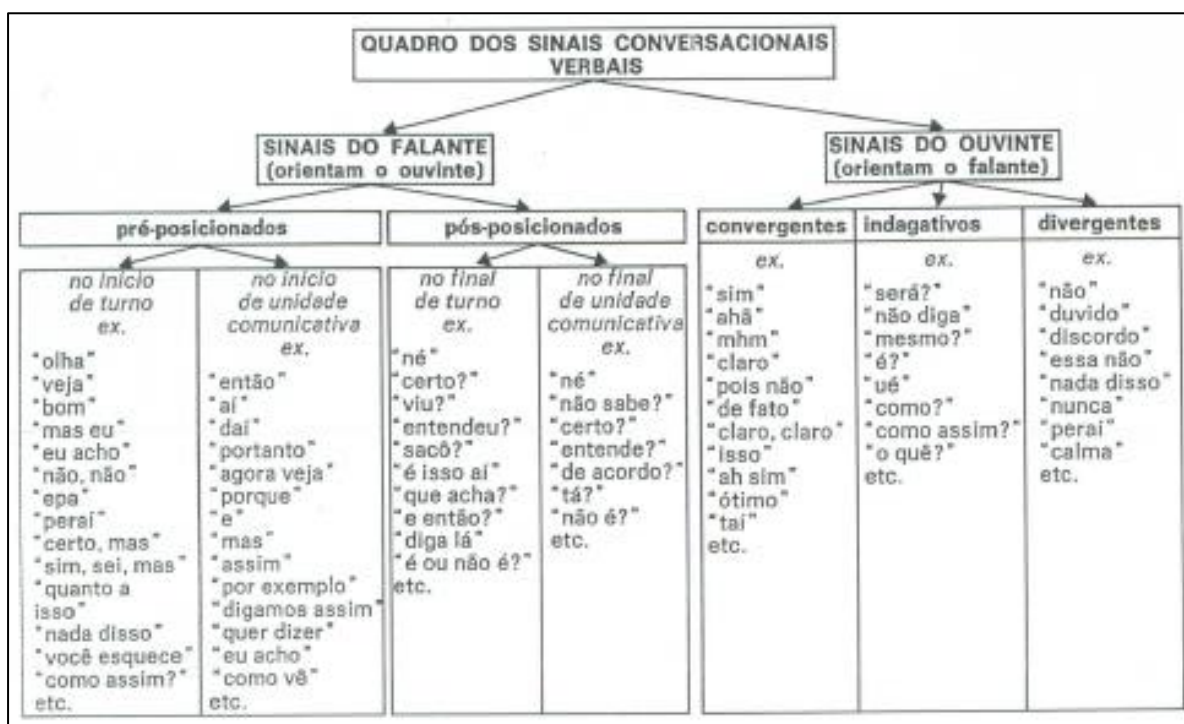 QUADRO DOS SINAIS CONVERSACIONAIS
VERBAIS
SINAIS DO FALANTE
(orientam o ouvinte)
SINAIS DO OUVINTE
(orientam o falante)
pré-posicionados
pós-posicionados
convergentes
indagativos
divergentes
no início
de turno
ex.
"olha"
"veja"
"bom"
"mas eu"
"eu acho"
"não, não"
"epa"
"peraí"
"certo, mas"
"sim, sei, mas"
"quanto a
isso"
"nada disso"
"você esquece"
"como assim?"
etc.
no início
de unidade
comunicativa
ex.
"então"
"aí"
"daí"
"portanto"
"agora veja"
"porque"
"e"
"mas"
"assim"
"por exemplo"
"digamos assim"
"quer dizer"
"eu acho"
"como vê"
etc.
no final
de turno
ex.
"né"
"certo?"
"viu?"
"entendeu?"
"sacô?"
"é isso aí"
"que acha?"
"e então?"
"diga lá"
"é ou não é?"
etc.
no final
de unidade
comunicativa
ex.
"né"
"não sabe?"
"certo?"
"entende?"
"de acordo?"
"tá?"
"não é?"
etc.
ex.
"sim"
"ahã"
"mhm"
"claro"
"pois não"
"de fato"
"claro, claro"
"isso"
"ah sim"
"ótimo"
"taí"
etc.
ex.
"será?"
"não diga"
"mesmo?"
"é?"
"ué"
"como?"
"como assim?"
"o quê?"
etc.
ex.
"não"
"duvido"
"discordo"
"essa não"
"nada disso"
"nunca"
"peraí"
"calma"
etc.